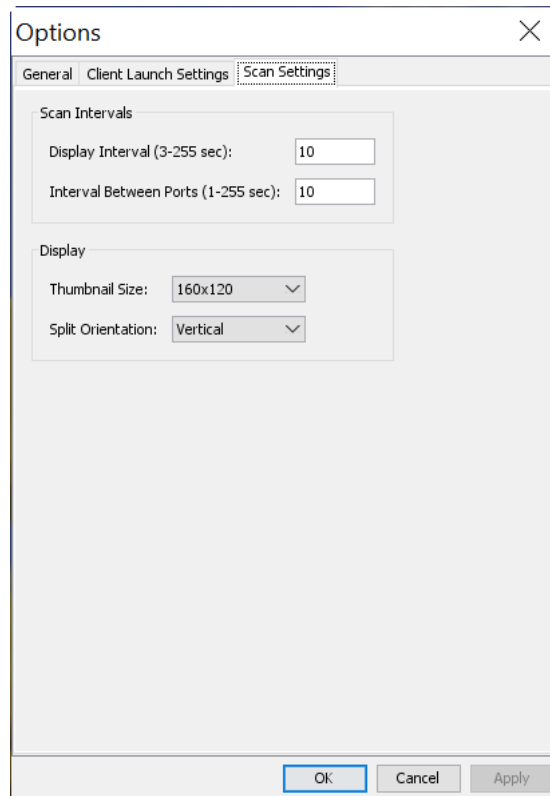 Options
General Client Launch Settings Scan Settings
Scan Intervals
Display Interval (3-255 sec): 10
Interval Between Ports (1-255 sec): 10
Display
Thumbnail Size: 160x120
Split Orientation: Vertical
OK Cancel Apply